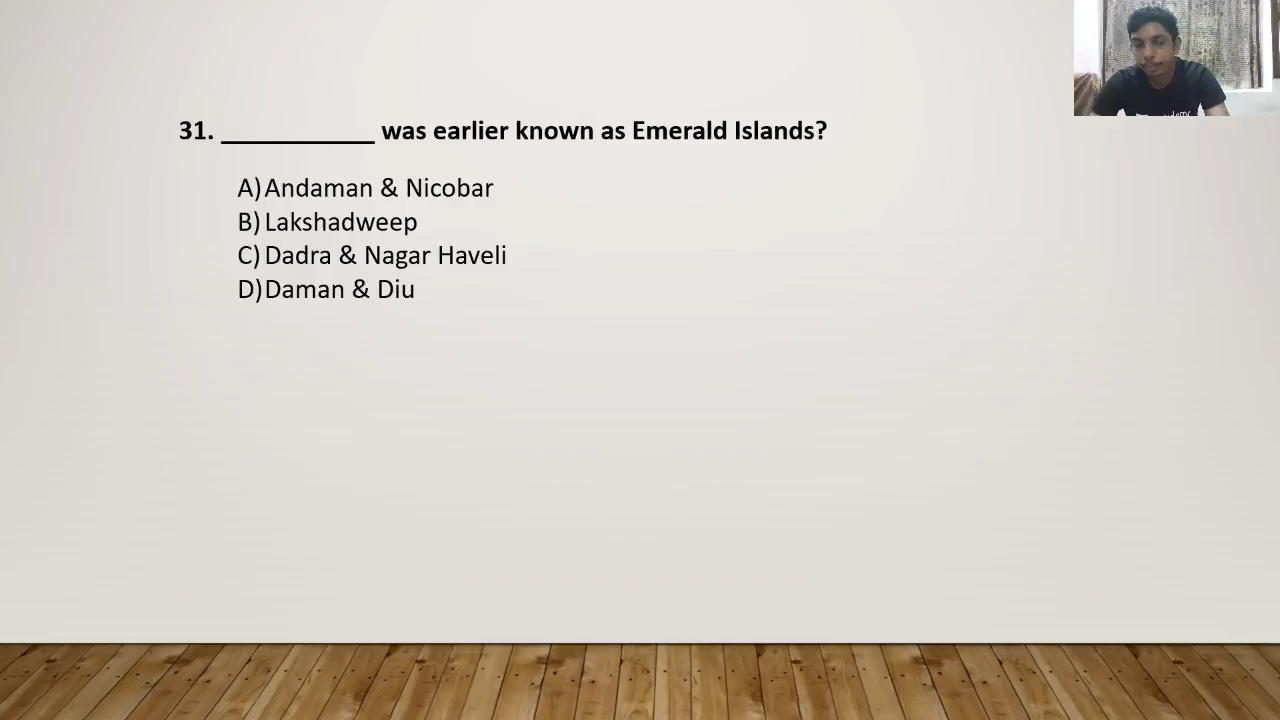 31. ___________ was earlier known as Emerald Islands?
A) Andaman & Nicobar
B) Lakshadweep
C) Dadra & Nagar Haveli
D) Daman & Diu